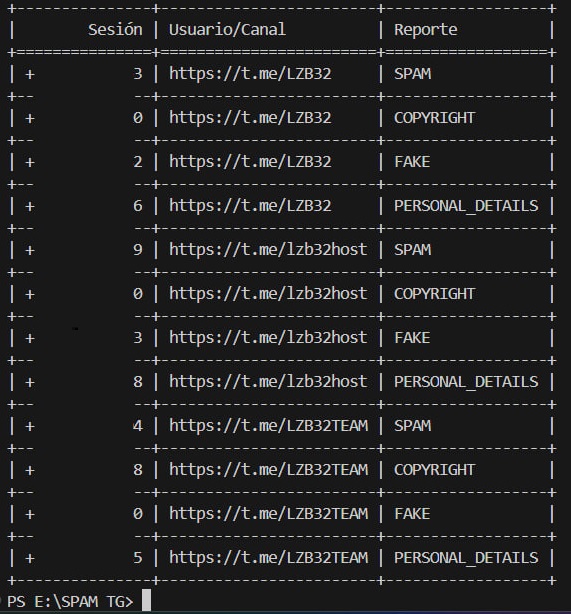 +---------------+-----------------------+-----------------+
| Sesión | Usuario/Canal | Reporte |
+===============+=======================+=================+
| + 3 | https://t.me/LZB32 | SPAM |
+-- --+-----------------------+-----------------+
| + 0 | https://t.me/LZB32 | COPYRIGHT |
+-- --+-----------------------+-----------------+
| + 2 | https://t.me/LZB32 | FAKE |
+-- --+-----------------------+-----------------+
| + 6 | https://t.me/LZB32 | PERSONAL_DETAILS |
+-- --+-----------------------+-----------------+
| + 9 | https://t.me/lzb32host | SPAM |
+-- --+-----------------------+-----------------+
| + 0 | https://t.me/lzb32host | COPYRIGHT |
+-- --+-----------------------+-----------------+
| + 3 | https://t.me/lzb32host | FAKE |
+-- --+-----------------------+-----------------+
| + 8 | https://t.me/lzb32host | PERSONAL_DETAILS |
+-- --+-----------------------+-----------------+
| + 4 | https://t.me/LZB32TEAM | SPAM |
+-- --+-----------------------+-----------------+
| + 8 | https://t.me/LZB32TEAM | COPYRIGHT |
+-- --+-----------------------+-----------------+
| + 0 | https://t.me/LZB32TEAM | FAKE |
+-- --+-----------------------+-----------------+
| + 5 | https://t.me/LZB32TEAM | PERSONAL_DETAILS |
+---------------+-----------------------+-----------------+
PS E:\SPAM TG>